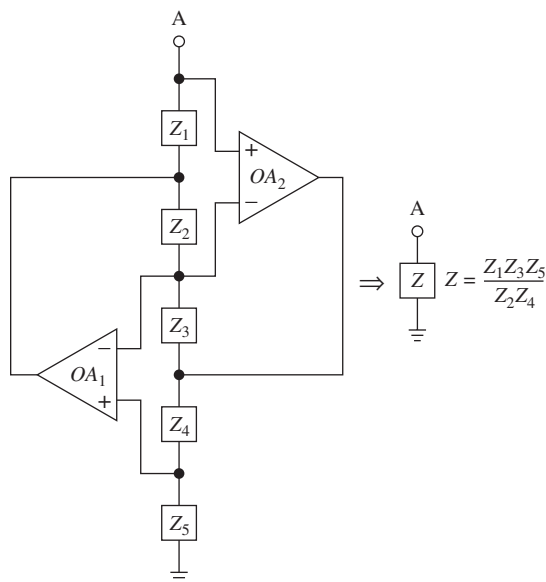 A
Z₁
+
OA₂
−
Z₂
A
Z
Z = Z₁Z₃Z₅ / Z₂Z₄
⇒
Z₃
−
OA₁
+
Z₄
Z₅